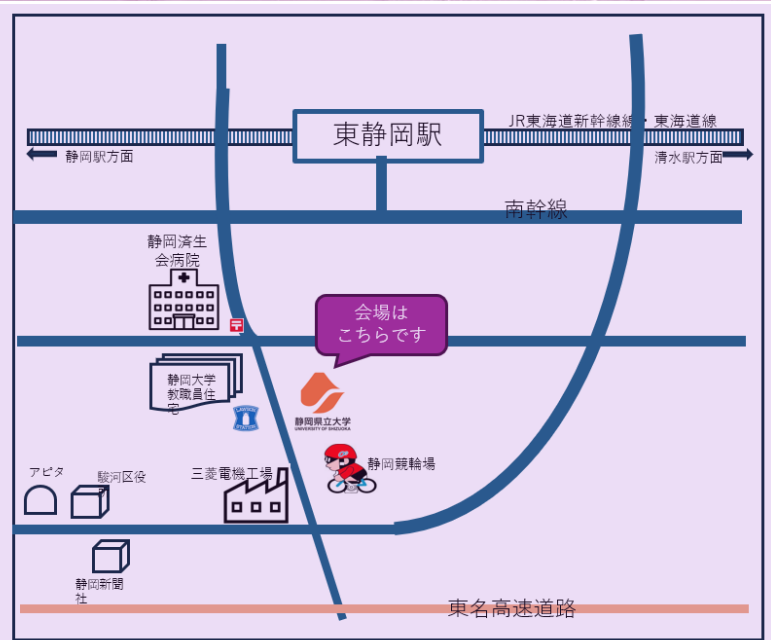 東静岡駅
JR東海道新幹線線・東海道線
静岡駅方面
清水駅方面
南幹線
静岡済生
会病院
会場は
こちらです
静岡大学
教職員住
宅
静岡県立大学
UNIVERSITY OF SHIZUOKA
静岡競輪場
三菱電機工場
アピタ
駿河区役
静岡新聞
社
東名高速道路